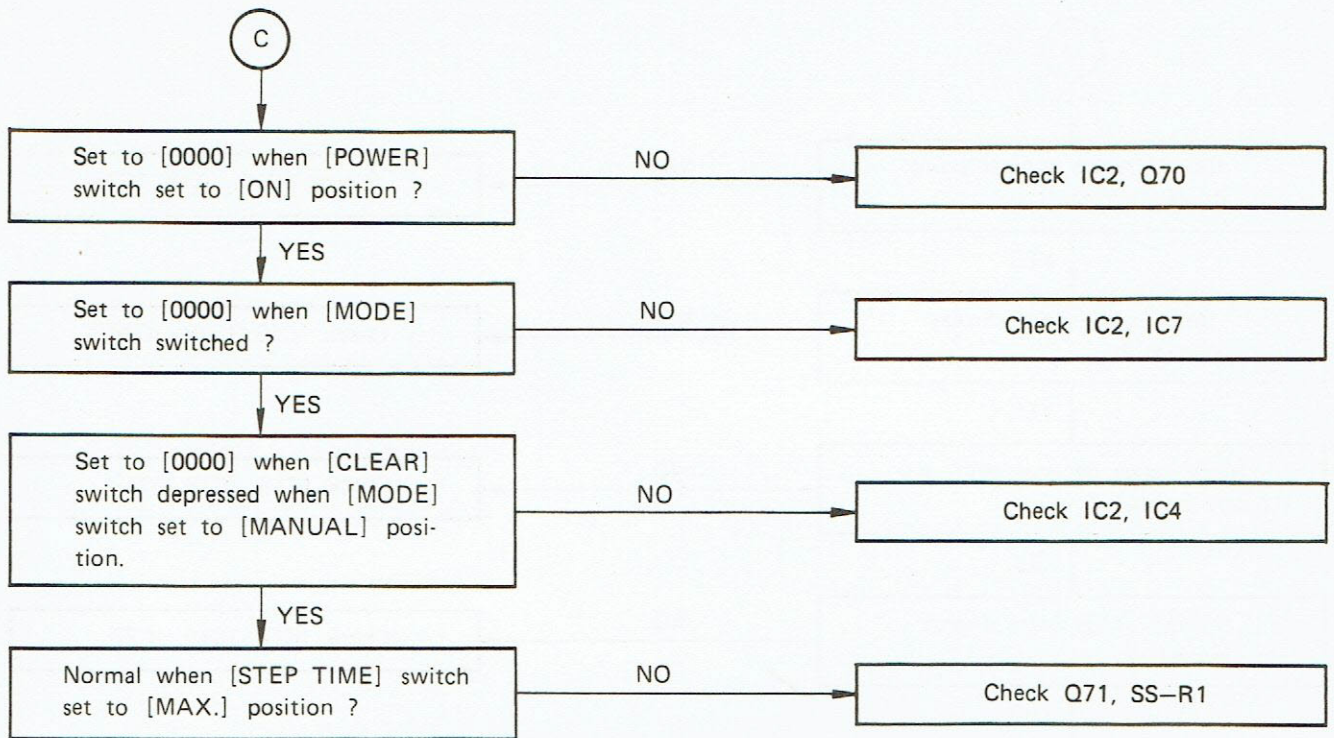 C
Set to [0000] when [POWER]
switch set to [ON] position ?
NO
Check IC2, Q70
YES
Set to [0000] when [MODE]
switch switched ?
NO
Check IC2, IC7
YES
Set to [0000] when [CLEAR]
switch depressed when [MODE]
switch set to [MANUAL] posi-
tion.
NO
Check IC2, IC4
YES
Normal when [STEP TIME] switch
set to [MAX.] position ?
NO
Check Q71, SS–R1